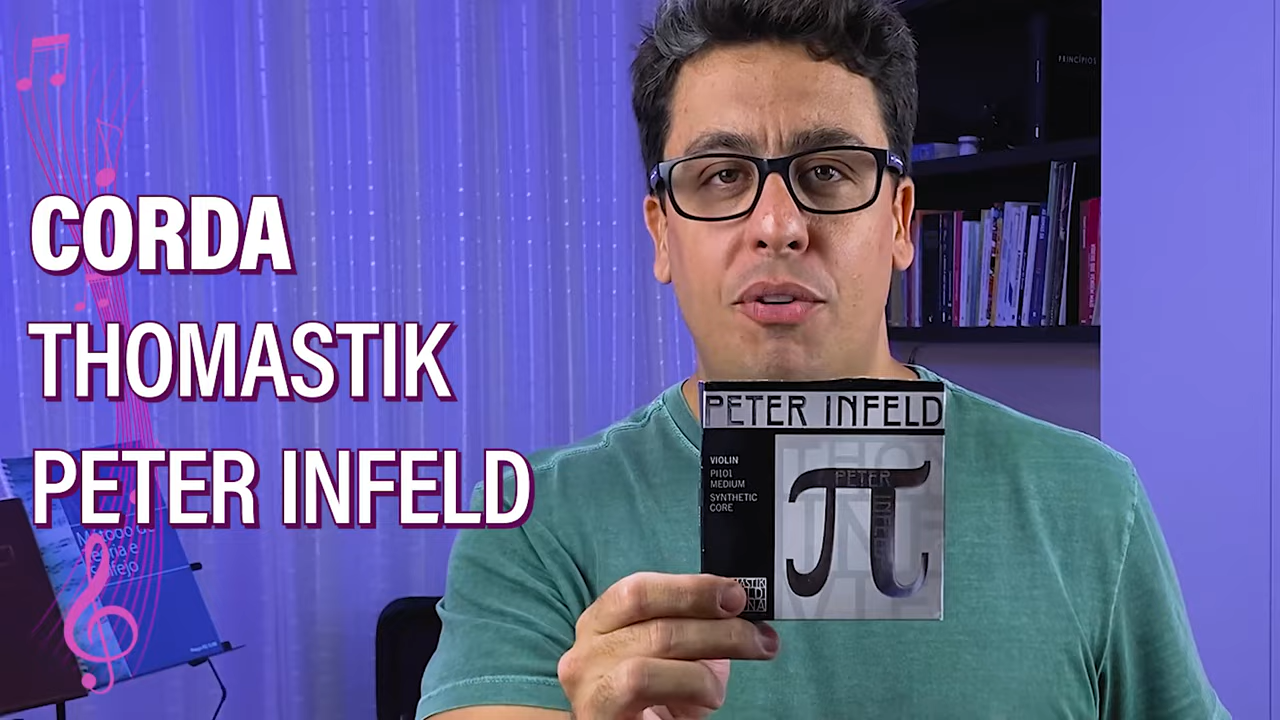 CORDA
THOMASTIK
PETER INFELD
PRINCÍPIOS
PETER INFELD
VIOLIN
PI101
MEDIUM
SYNTHETIC
CORE
PETER
INFELD
π